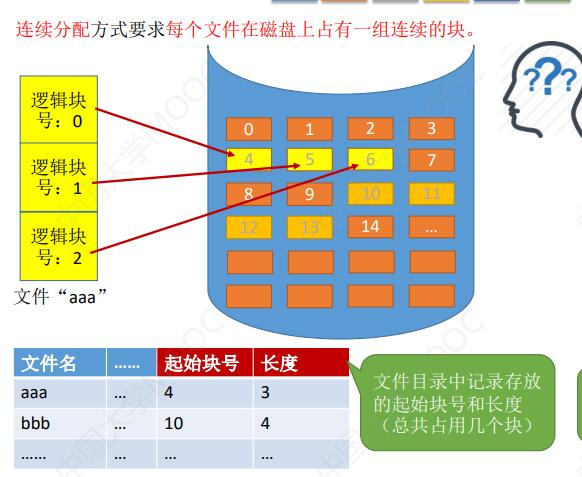 连续分配方式要求每个文件在磁盘上占有一组连续的块。
???
逻辑块
号：0
逻辑块
号：1
逻辑块
号：2
文件“aaa”
0 1 2 3
4 5 6 7
8 9 10 11
12 13 14 ...
文件名 …… 起始块号 长度
aaa … 4 3
bbb … 10 4
…… … … …
文件目录中记录存放
的起始块号和长度
（总共占用几个块）
中国大学MOOC